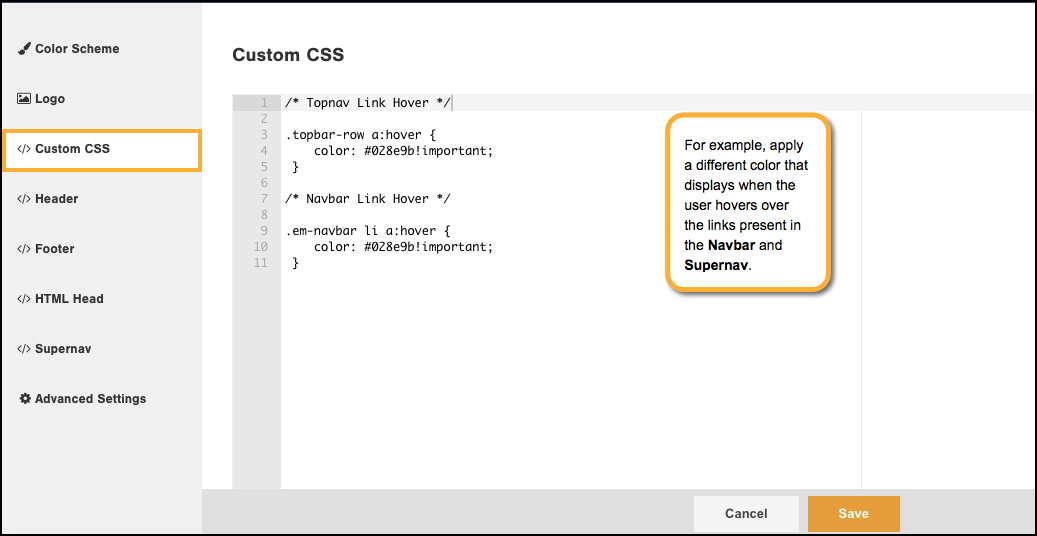 Color Scheme
Logo
</> Custom CSS
</> Header
</> Footer
</> HTML Head
</> Supernav
Advanced Settings
Custom CSS
1 /* Topnav Link Hover */
2
3 .topbar-row a:hover {
4 color: #028e9b!important;
5 }
6
7 /* Navbar Link Hover */
8
9 .em-navbar li a:hover {
10 color: #028e9b!important;
11 }
For example, apply
a different color that
displays when the
user hovers over
the links present in
the Navbar and
Supernav.
Cancel
Save